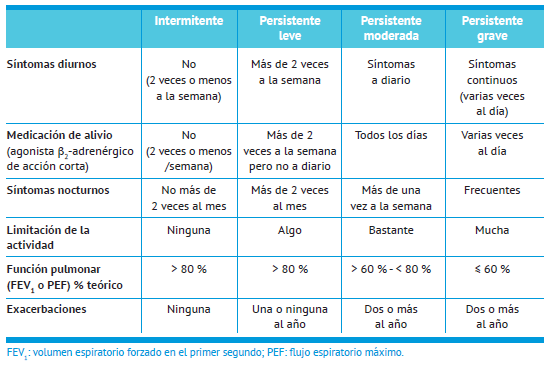 Intermitente
Persistente
leve
Persistente
moderada
Persistente
grave
Síntomas diurnos
No
(2 veces o menos
a la semana)
Más de 2 veces
a la semana
Síntomas
a diario
Síntomas
continuos
(varias veces
al día)
Medicación de alivio
(agonista β2-adrenérgico
de acción corta)
No
(2 veces o menos
/semana)
Más de 2
veces a la semana
pero no a diario
Todos los días
Varias veces
al día
Síntomas nocturnos
No más de
2 veces al mes
Más de 2 veces
al mes
Más de una
vez a la semana
Frecuentes
Limitación de la
actividad
Ninguna
Algo
Bastante
Mucha
Función pulmonar
(FEV1 o PEF) % teórico
> 80 %
> 80 %
> 60 % - < 80 %
≤ 60 %
Exacerbaciones
Ninguna
Una o ninguna
al año
Dos o más
al año
Dos o más
al año
FEV1: volumen espiratorio forzado en el primer segundo; PEF: flujo espiratorio máximo.